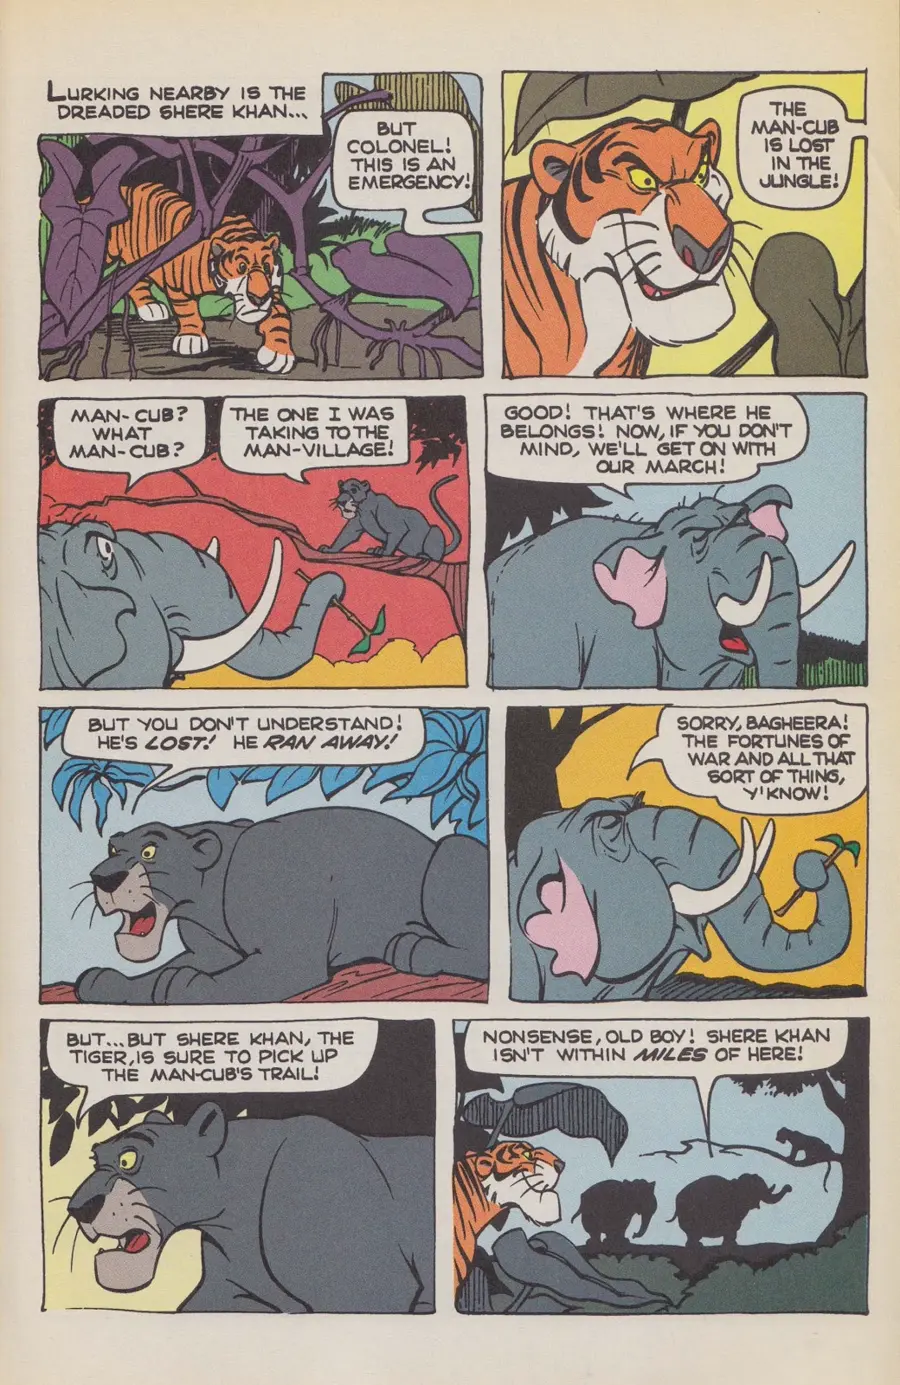 LURKING NEARBY IS THE
DREADED SHERE KHAN...
BUT
COLONEL!
THIS IS AN
EMERGENCY!
THE
MAN-CUB
IS LOST
IN THE
JUNGLE!
MAN-CUB?
WHAT
MAN-CUB?
THE ONE I WAS
TAKING TO THE
MAN-VILLAGE!
GOOD! THAT'S WHERE HE
BELONGS! NOW, IF YOU DON'T
MIND, WE'LL GET ON WITH
OUR MARCH!
BUT YOU DON'T UNDERSTAND!
HE'S LOST! HE RAN AWAY!
SORRY, BAGHEERA!
THE FORTUNES OF
WAR AND ALL THAT
SORT OF THING,
Y'KNOW!
BUT...BUT SHERE KHAN, THE
TIGER, IS SURE TO PICK UP
THE MAN-CUB'S TRAIL!
NONSENSE, OLD BOY! SHERE KHAN
ISN'T WITHIN MILES OF HERE!